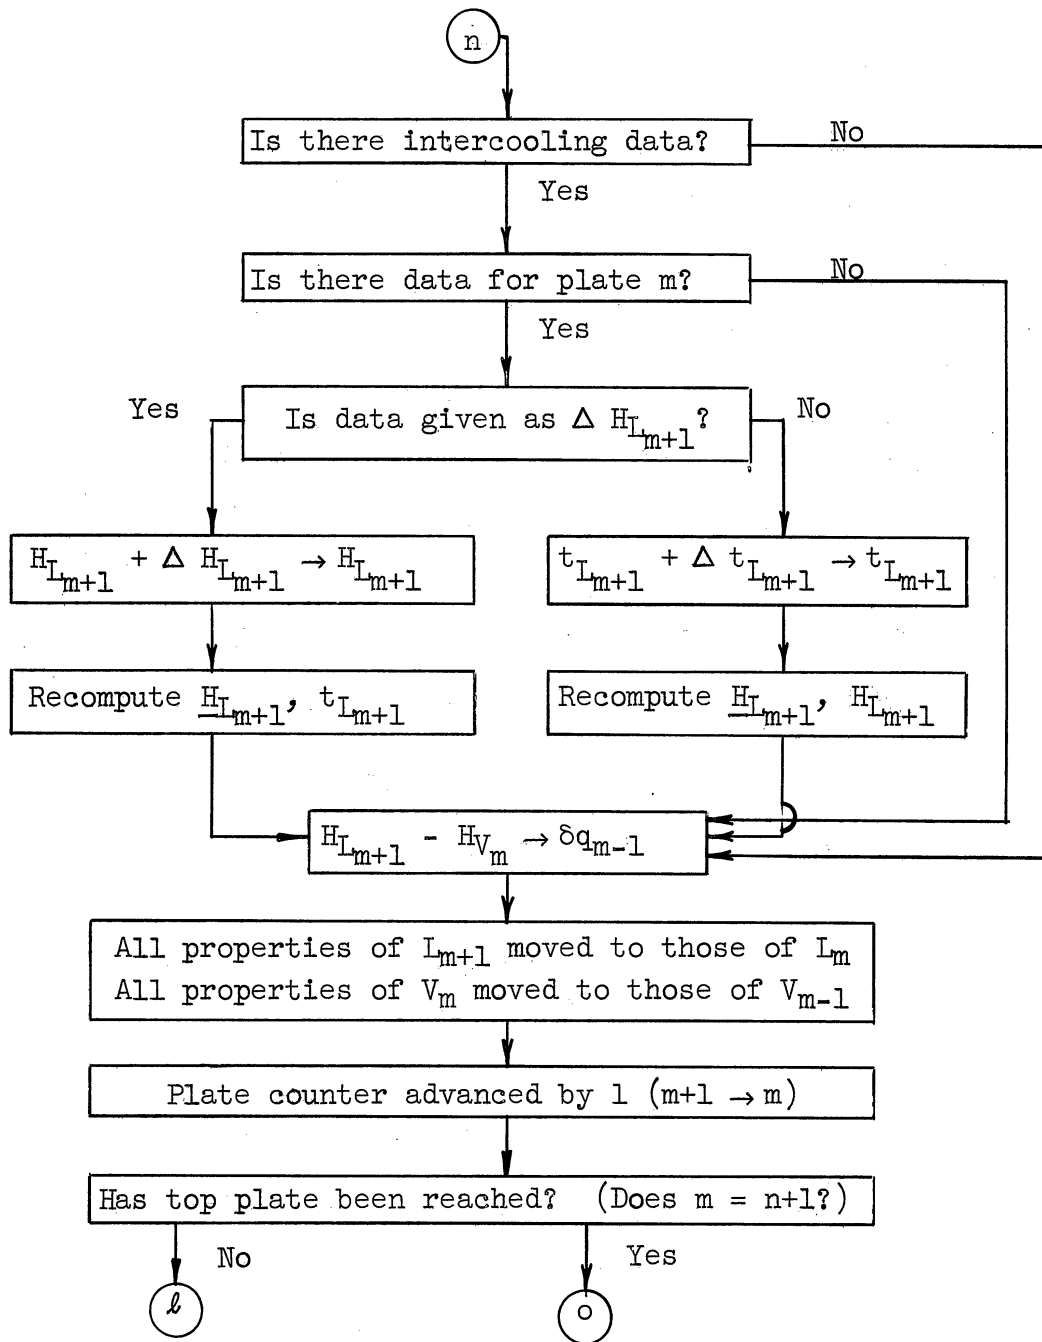 n
Is there intercooling data?
No
Yes
Is there data for plate m?
No
Yes
Yes
Is data given as Δ H_{L_{m+1}}?
No
H_{L_{m+1}} + Δ H_{L_{m+1}} → H_{L_{m+1}}
t_{L_{m+1}} + Δ t_{L_{m+1}} → t_{L_{m+1}}
Recompute H_{L_{m+1}}, t_{L_{m+1}}
Recompute H_{L_{m+1}}, H_{L_{m+1}}
H_{L_{m+1}} - H_{V_m} → δq_{m-1}
All properties of L_{m+1} moved to those of L_m
All properties of V_m moved to those of V_{m-1}
Plate counter advanced by 1 (m+1 → m)
Has top plate been reached? (Does m = n+1?)
No
Yes
ℓ
o